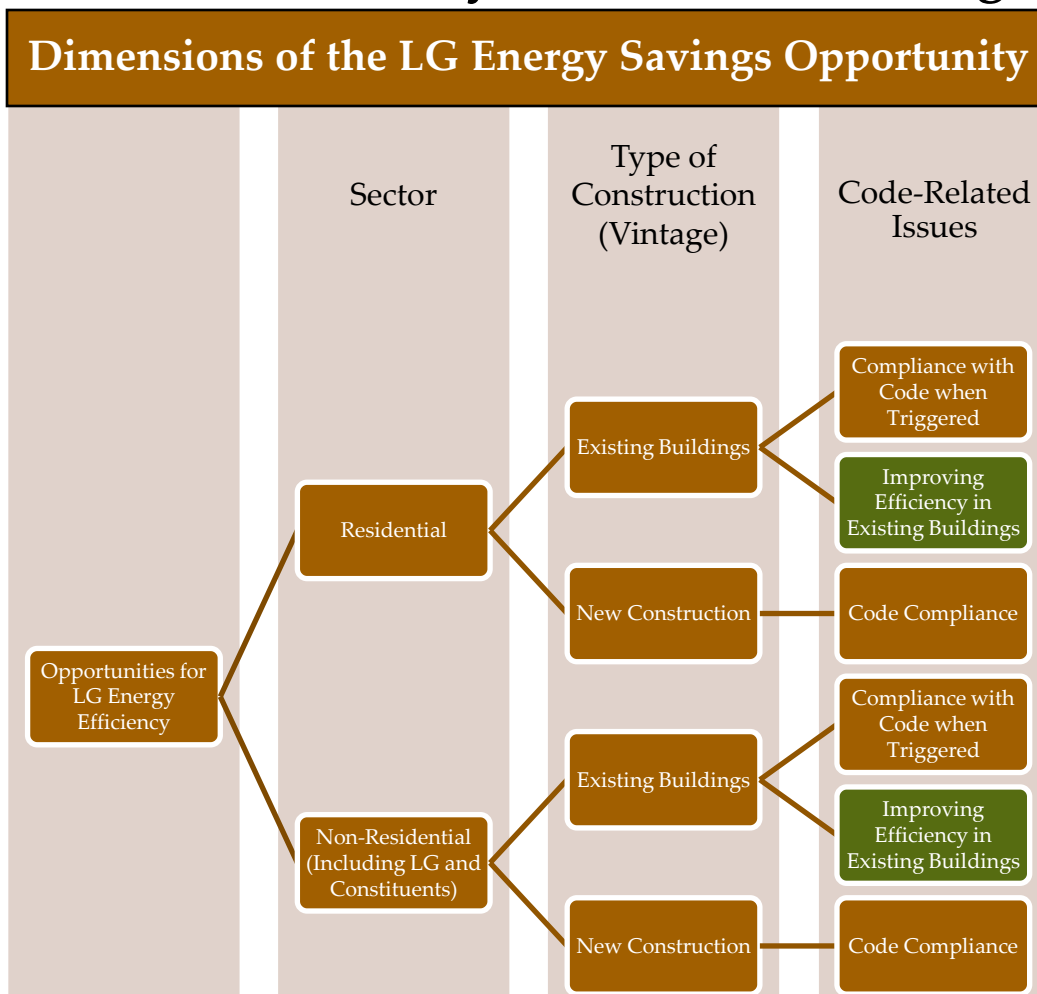 Dimensions of the LG Energy Savings Opportunity
Sector
Type of
Construction
(Vintage)
Code-Related
Issues
Opportunities for
LG Energy
Efficiency
Residential
Existing Buildings
Compliance with
Code when
Triggered
Improving
Efficiency in
Existing Buildings
New Construction
Code Compliance
Non-Residential
(Including LG and
Constituents)
Existing Buildings
Compliance with
Code when
Triggered
Improving
Efficiency in
Existing Buildings
New Construction
Code Compliance